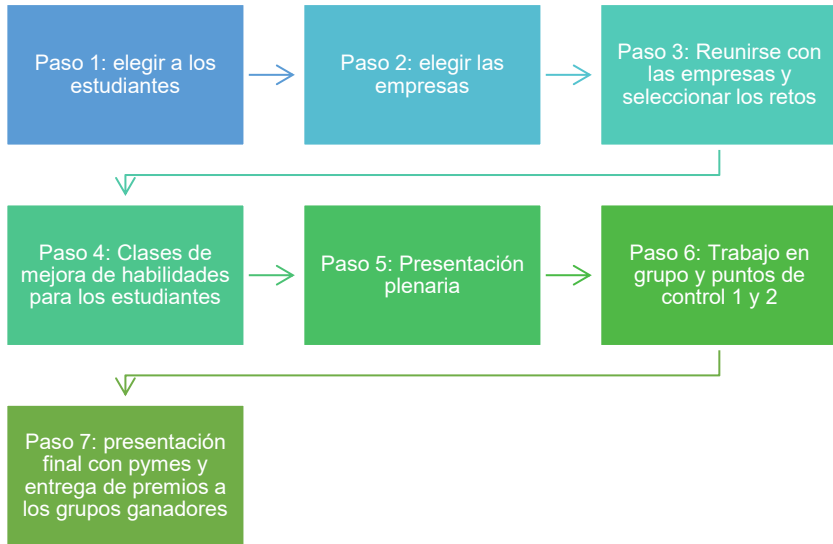 Paso 1: elegir a los
estudiantes
Paso 2: elegir las
empresas
Paso 3: Reunirse con
las empresas y
seleccionar los retos
Paso 4: Clases de
mejora de habilidades
para los estudiantes
Paso 5: Presentación
plenaria
Paso 6: Trabajo en
grupo y puntos de
control 1 y 2
Paso 7: presentación
final con pymes y
entrega de premios a
los grupos ganadores